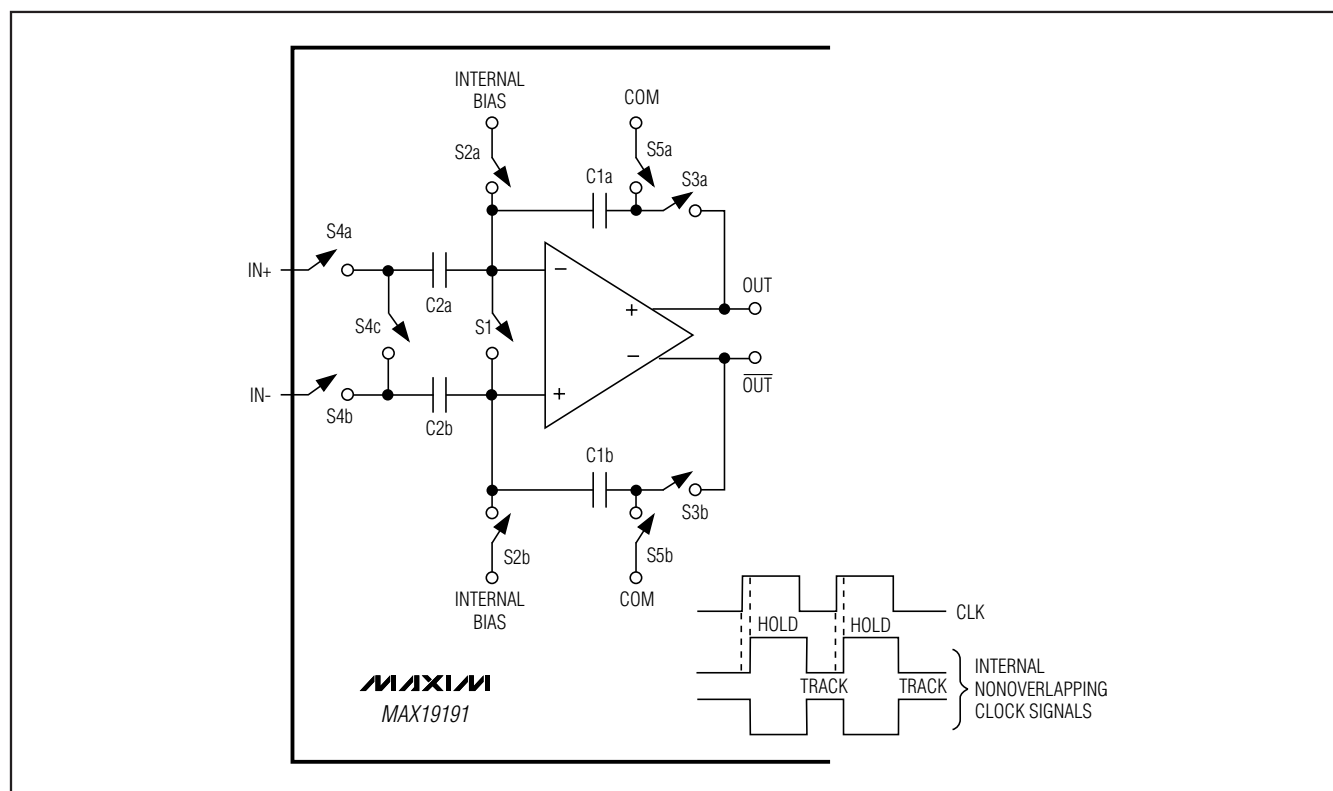 INTERNAL
BIAS
COM
S2a
S5a
C1a
S3a
S4a
IN+
C2a
−
OUT
+
S4c
S1
−
OUT
IN-
S4b
C2b
+
C1b
S3b
S2b
S5b
INTERNAL
BIAS
COM
CLK
HOLD HOLD
TRACK TRACK
INTERNAL
NONOVERLAPPING
CLOCK SIGNALS
MAXIM
MAX19191